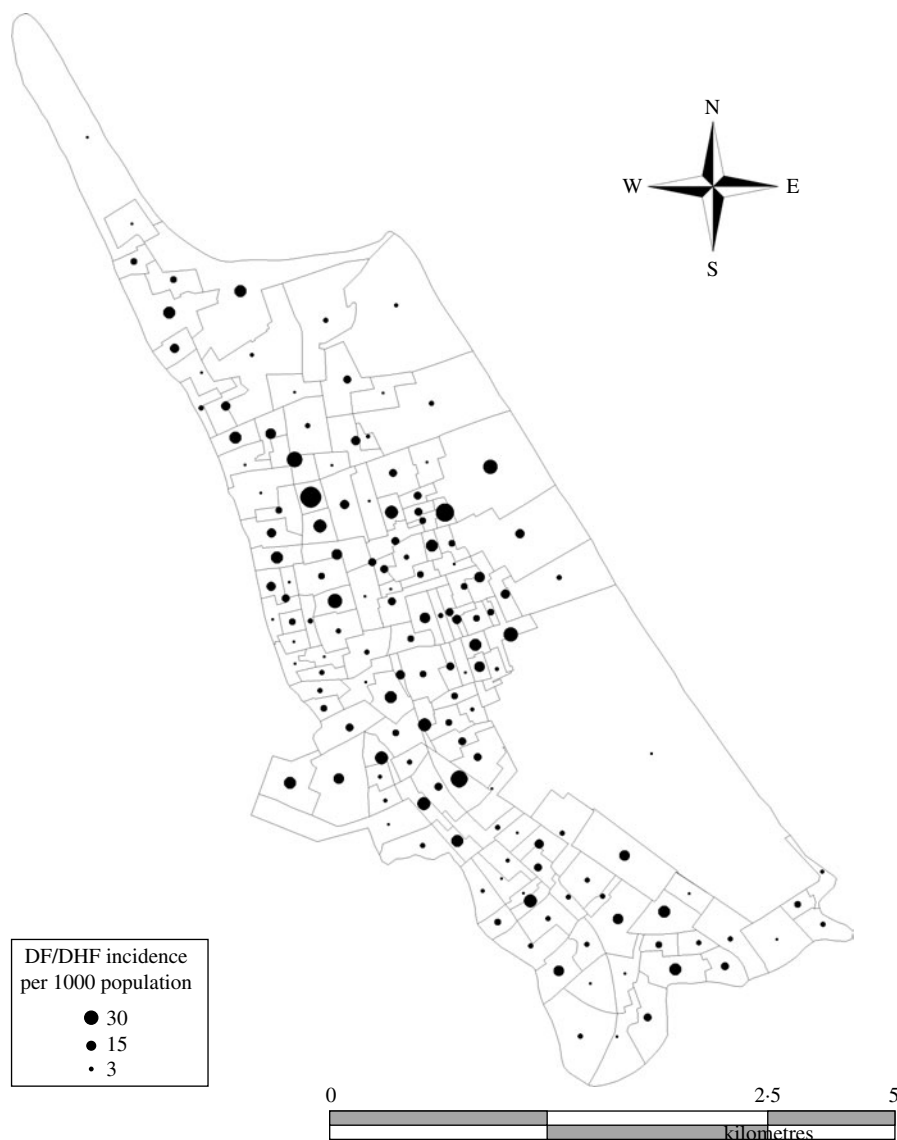 N
W E
S
DF/DHF incidence
per 1000 population
30
15
3
0 2·5 5
kilometres